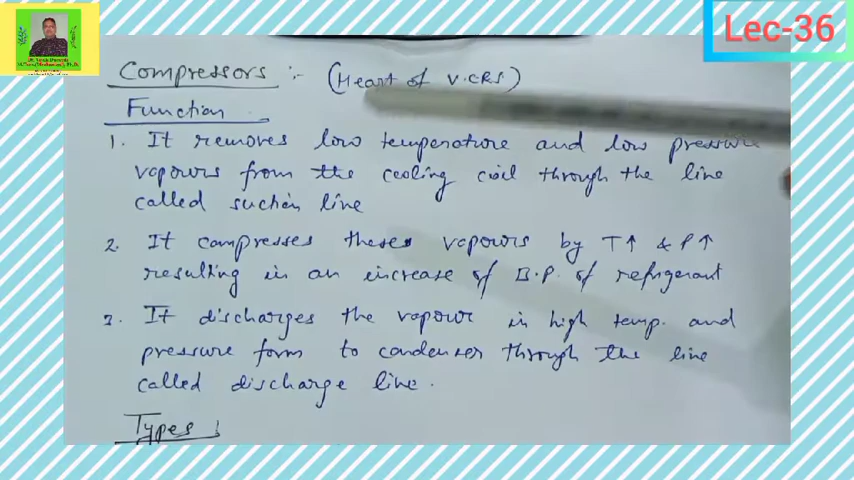 Lec-36
Compressors :- (Heart of V.CRS)
Function
1. It removes low temperature and low pressure
vapours from the cooling coil through the line
called suction line
2. It compresses these vapours by T↑ & P↑
resulting in an increase of B.P. of refrigerant
3. It discharges the vapour in high temp. and
pressure form to condenser through the line
called discharge line.
Types :